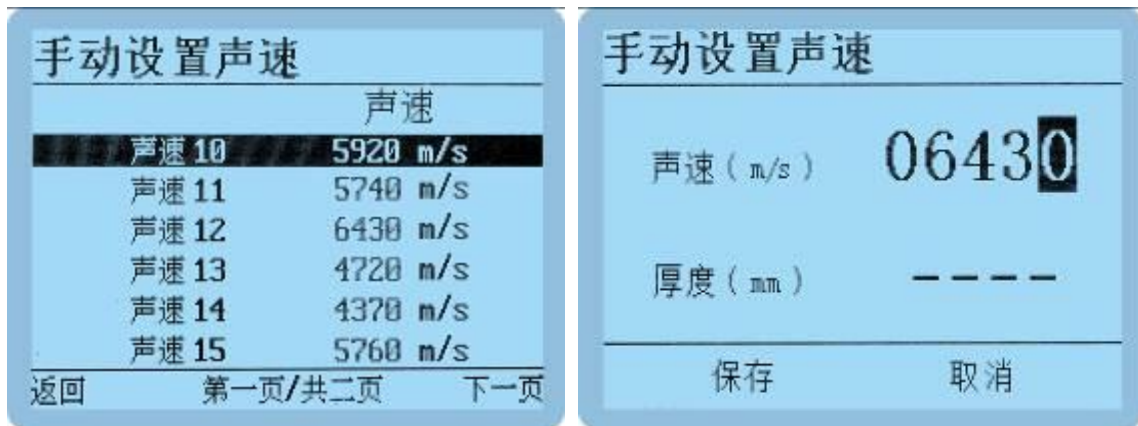 手动设置声速
声速
声速 10 5920 m/s
声速 11 5740 m/s
声速 12 6430 m/s
声速 13 4720 m/s
声速 14 4370 m/s
声速 15 5760 m/s
返回 第一页/共二页 下一页
手动设置声速
声速（m/s） 06430
厚度（mm） ----
保存 取消